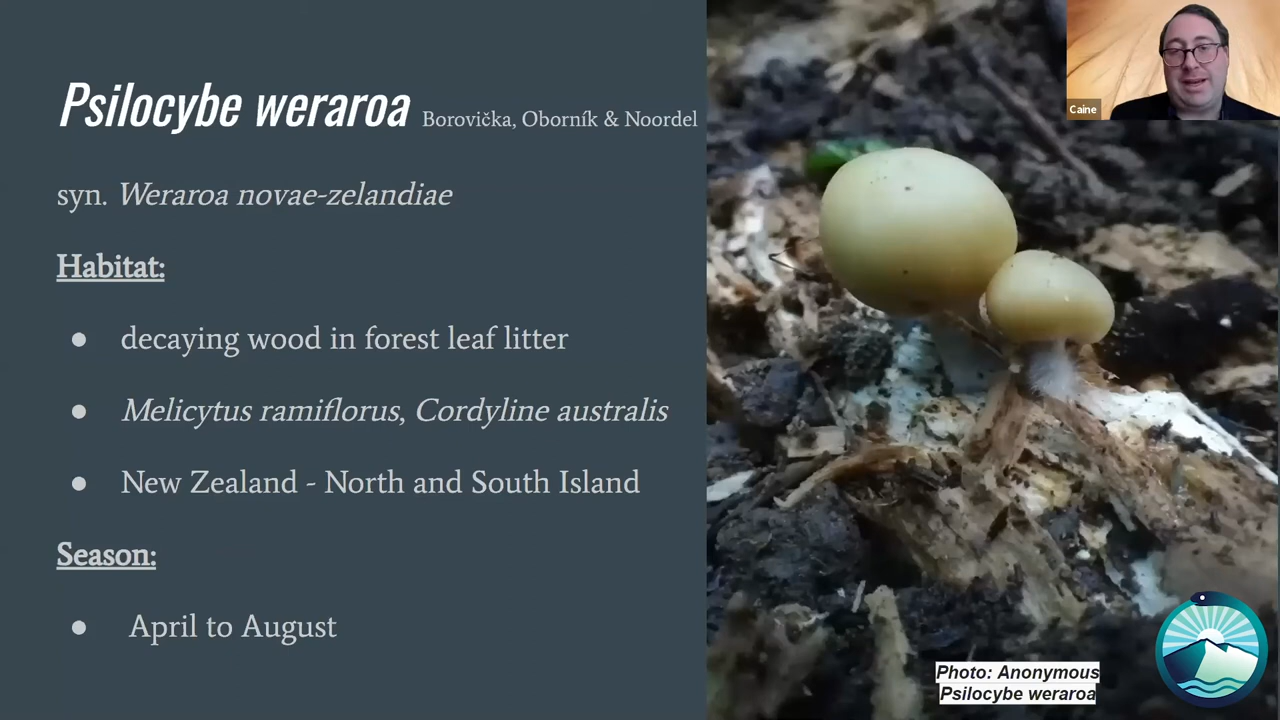 Psilocybe weraroa Borovička, Oborník & Noordel
syn. Weraroa novae-zelandiae
Habitat:
● decaying wood in forest leaf litter
● Melicytus ramiflorus, Cordyline australis
● New Zealand - North and South Island
Season:
● April to August
Caine
Photo: Anonymous
Psilocybe weraroa